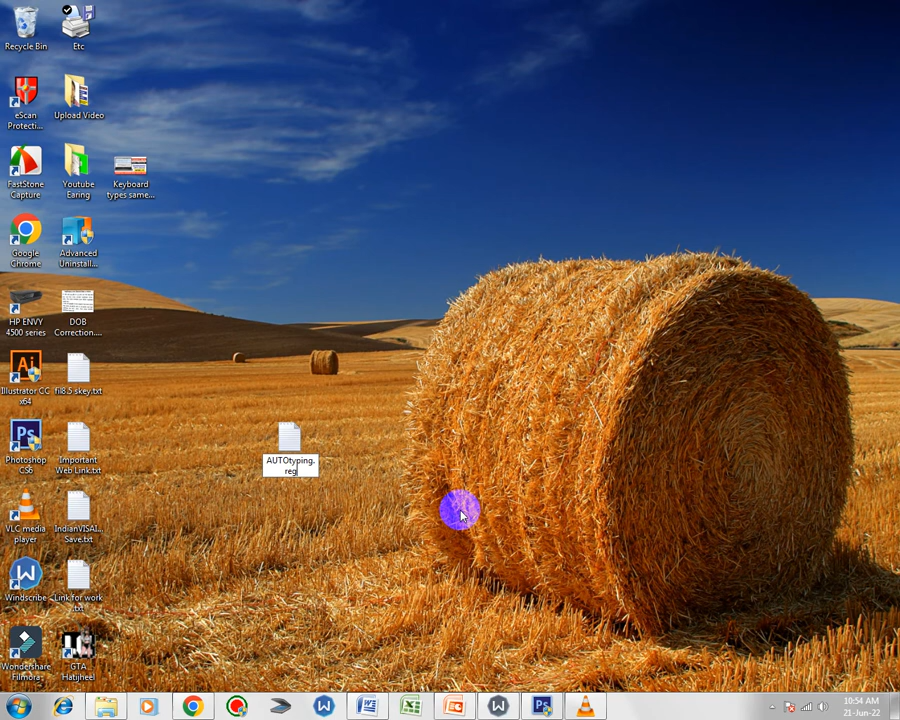 Recycle Bin
Etc
eScan
Protecti...
Upload Video
FastStone
Capture
Youtube
Earing
Keyboard
types same...
Google
Chrome
Advanced
Uninstall...
HP ENVY
4500 series
DOB
Correction....
Illustrator CC
x64
fil8.5 skey.txt
Photoshop
CS6
Important
Web Link.txt
AUTOtyping.
reg
VLC media
player
IndianVISAI...
Save.txt
Windscribe
Link for work
.txt
Wondershare
Filmora
GTA
Hatijheel
10:54 AM
21-Jun-22